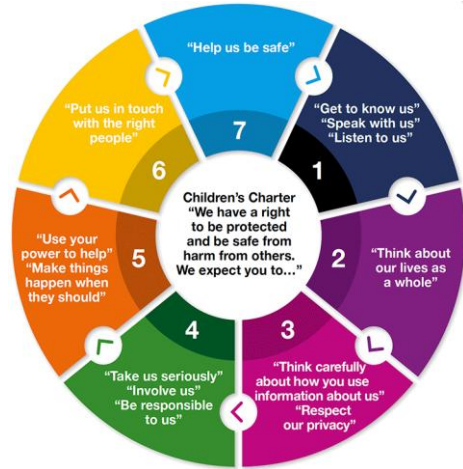 Children's Charter
"We have a right
to be protected
and be safe from
harm from others.
We expect you to..."
1
"Get to know us"
"Speak with us"
"Listen to us"
2
"Think about
our lives as
a whole"
3
"Think carefully
about how you use
information about us"
"Respect
our privacy"
4
"Take us seriously"
"Involve us"
"Be responsible
to us"
5
"Use your
power to help"
"Make things
happen when
they should"
6
"Put us in touch
with the right
people"
7
"Help us be safe"